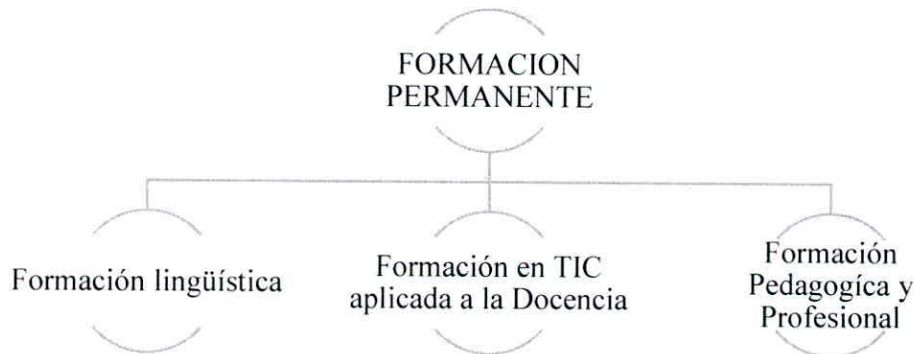 FORMACION
PERMANENTE
Formación lingüística
Formación en TIC
aplicada a la Docencia
Formación
Pedagogíca y
Profesional